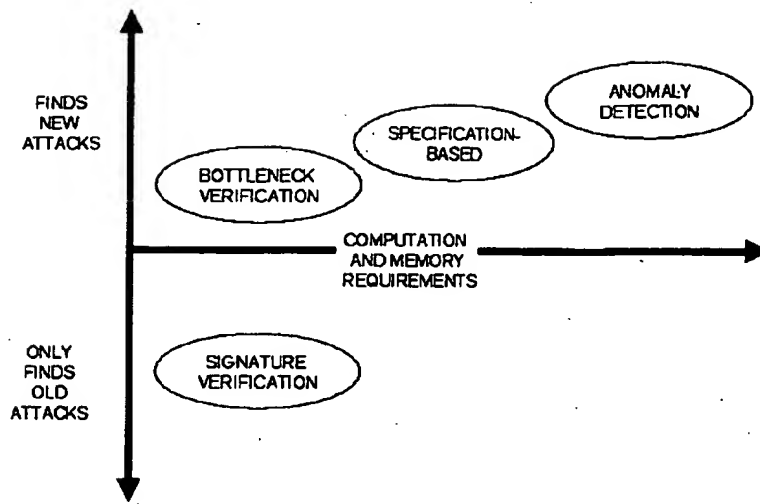 FINDS
NEW
ATTACKS
ANOMALY
DETECTION
SPECIFICATION-
BASED
BOTTLENECK
VERIFICATION
COMPUTATION
AND MEMORY
REQUIREMENTS
ONLY
FINDS
OLD
ATTACKS
SIGNATURE
VERIFICATION